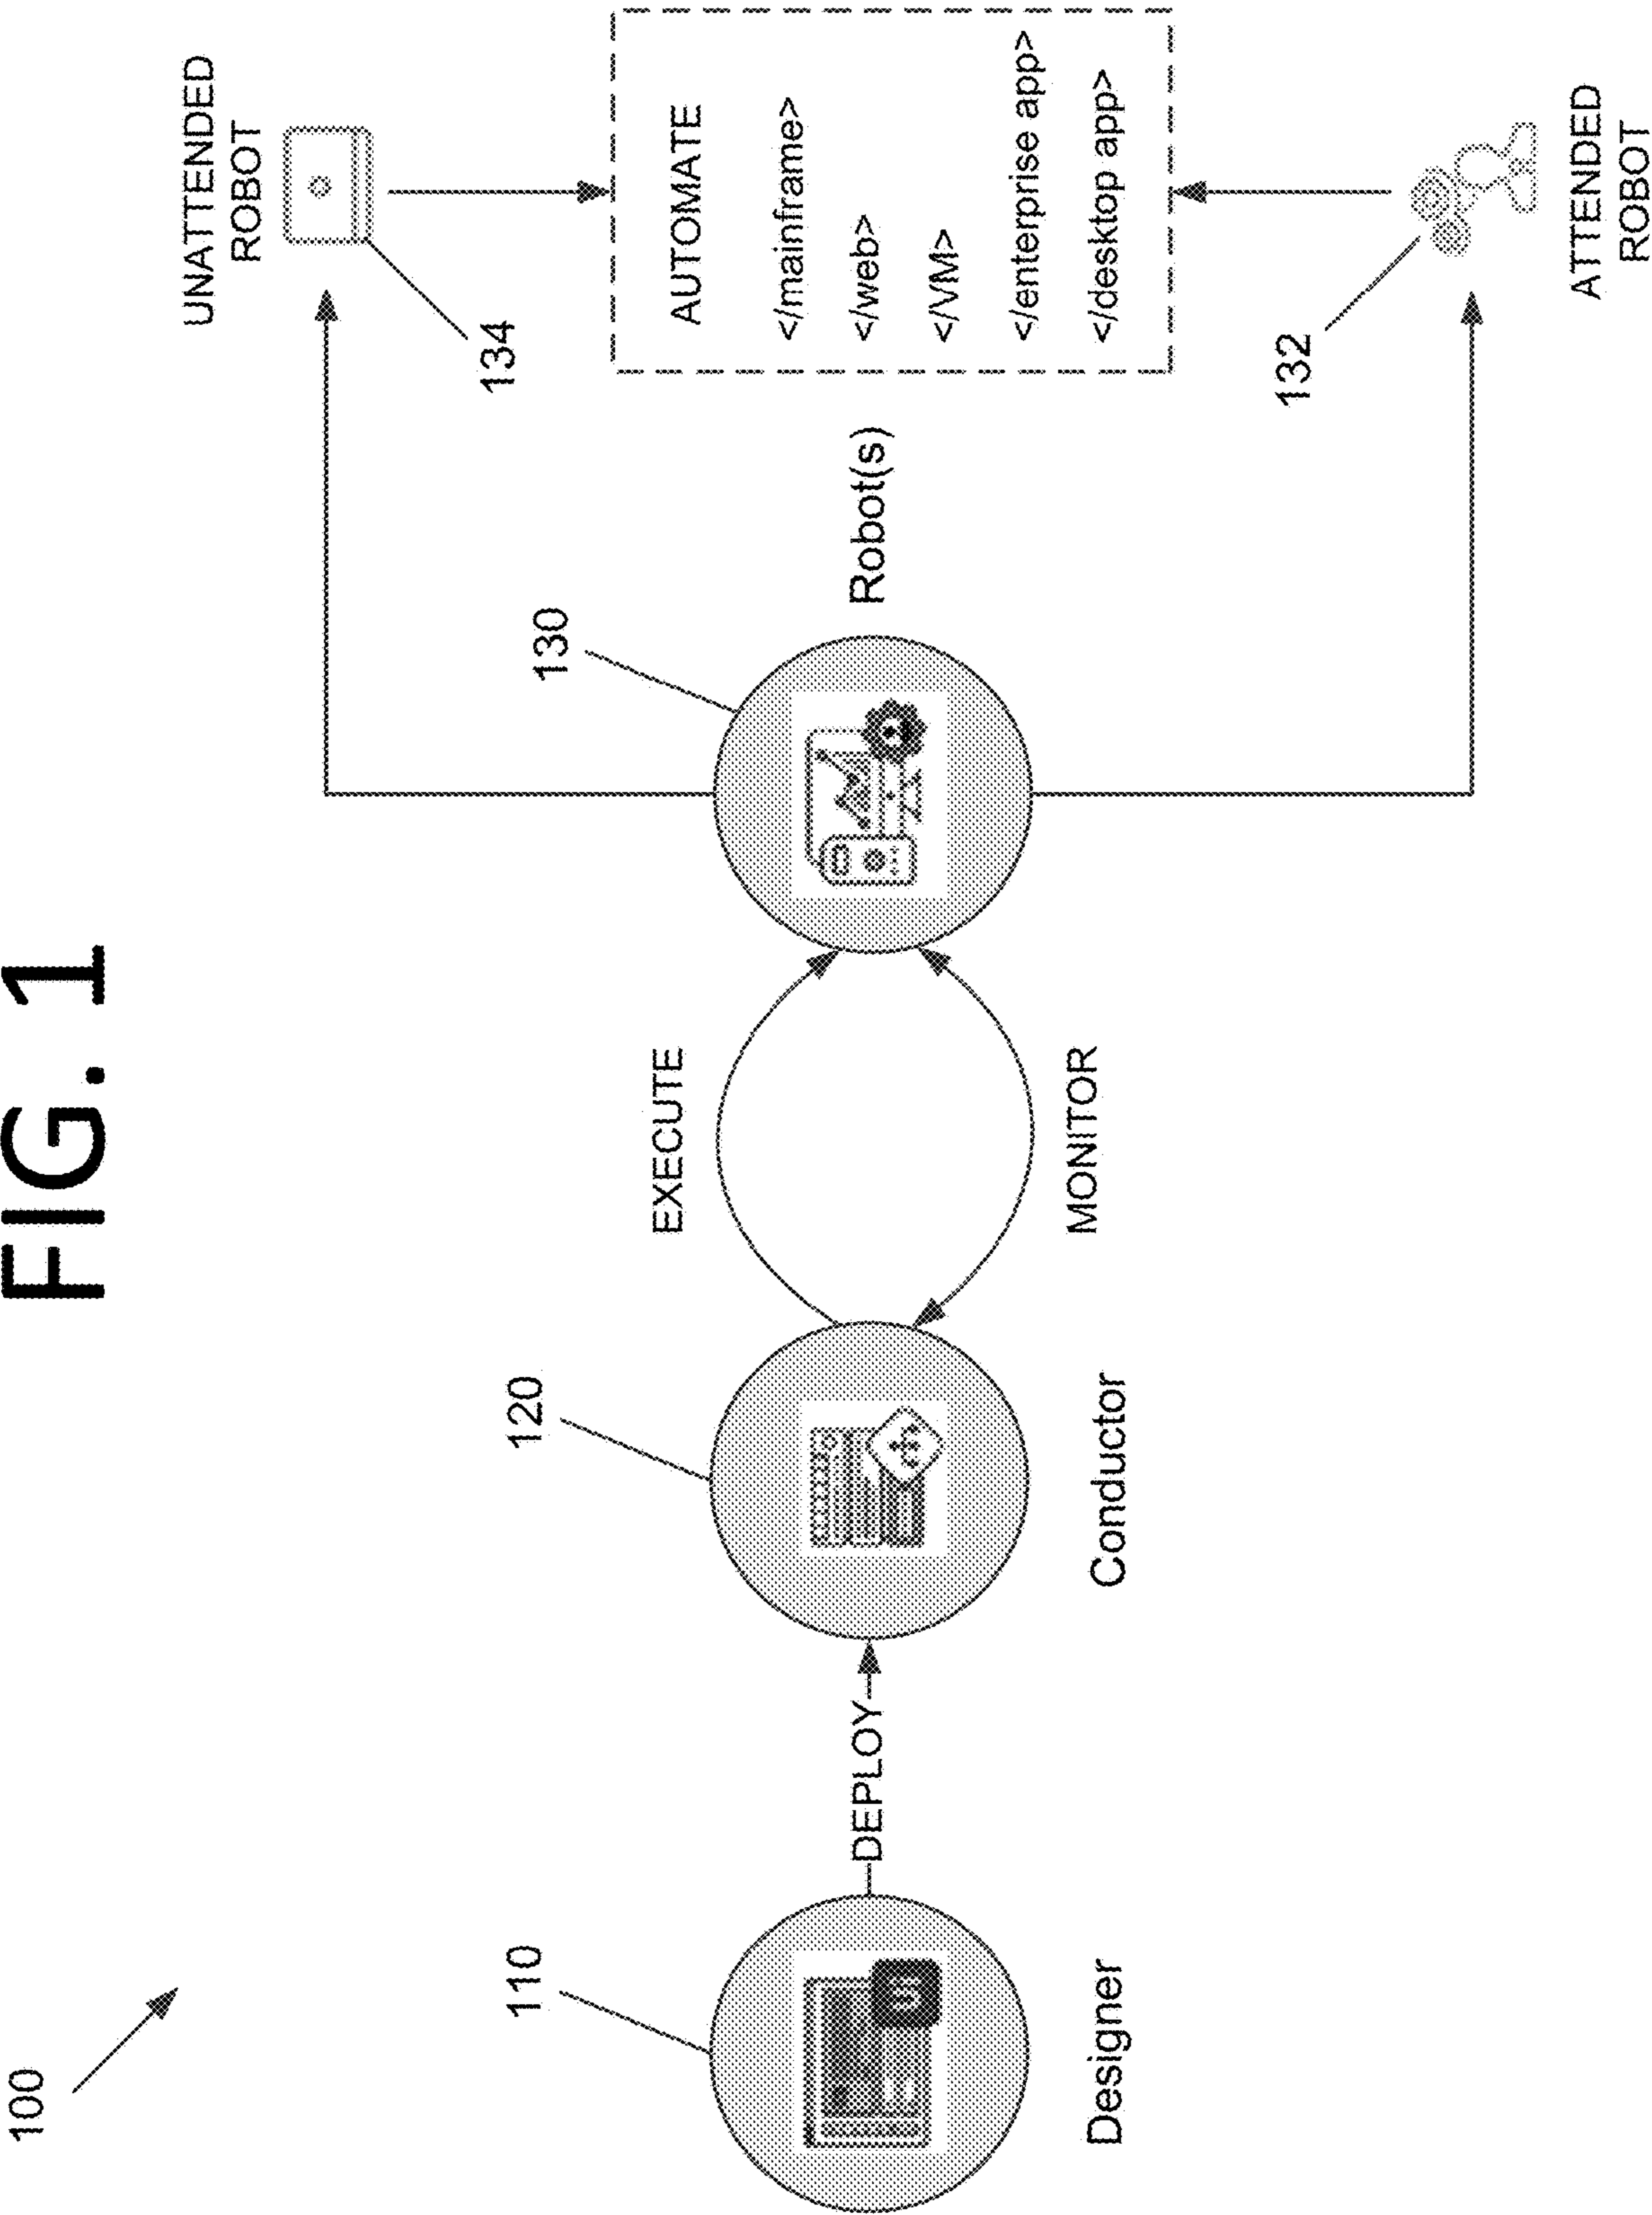 FIG. 1
100
110
Designer
DEPLOY
120
Conductor
EXECUTE
MONITOR
130
Robot(s)
UNATTENDED
ROBOT
134
AUTOMATE
</mainframe>
</web>
</VM>
</enterprise app>
</desktop app>
132
ATTENDED
ROBOT